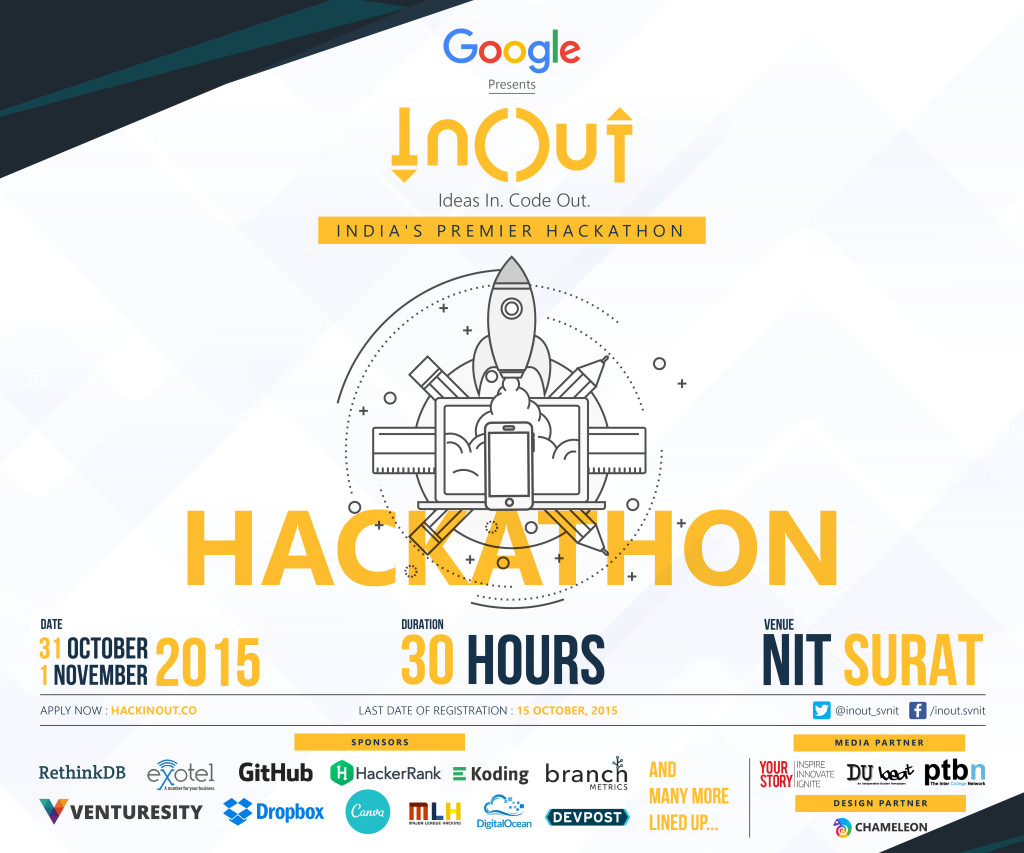 Google
Presents
InOut
Ideas In. Code Out.
INDIA'S PREMIER HACKATHON
HACKATHON
DATE
31 OCTOBER
1 NOVEMBER
2015
DURATION
30 HOURS
VENUE
NIT SURAT
APPLY NOW : HACKINOUT.CO
LAST DATE OF REGISTRATION : 15 OCTOBER, 2015
@inout_svnit
/inout.svnit
SPONSORS
RethinkDB
exotel
A number for your business
GitHub
HackerRank
Koding
branch
METRICS
VENTURESITY
Dropbox
Canva
MLH
MAJOR LEAGUE HACKING
DigitalOcean
DEVPOST
AND
MANY MORE
LINED UP...
MEDIA PARTNER
YOUR
STORY
INSPIRE
INNOVATE
IGNITE
DU beat
An Independent Student Newspaper
ptbn
The Inter College Network
DESIGN PARTNER
CHAMELEON